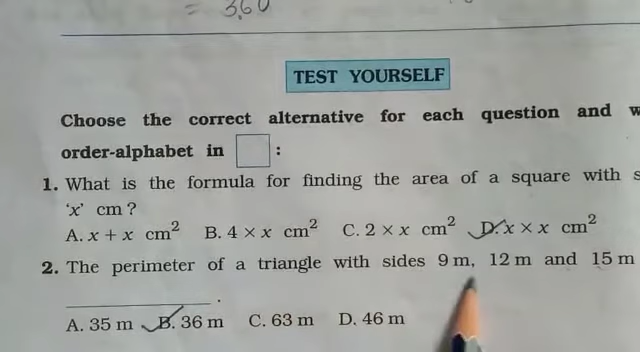 = 360
TEST YOURSELF
Choose the correct alternative for each question and
order-alphabet in :
1. What is the formula for finding the area of a square with
'x' cm ?
A. x + x cm² B. 4 × x cm² C. 2 × x cm² D. x × x cm²
2. The perimeter of a triangle with sides 9 m, 12 m and 15 m
____________.
A. 35 m B. 36 m C. 63 m D. 46 m